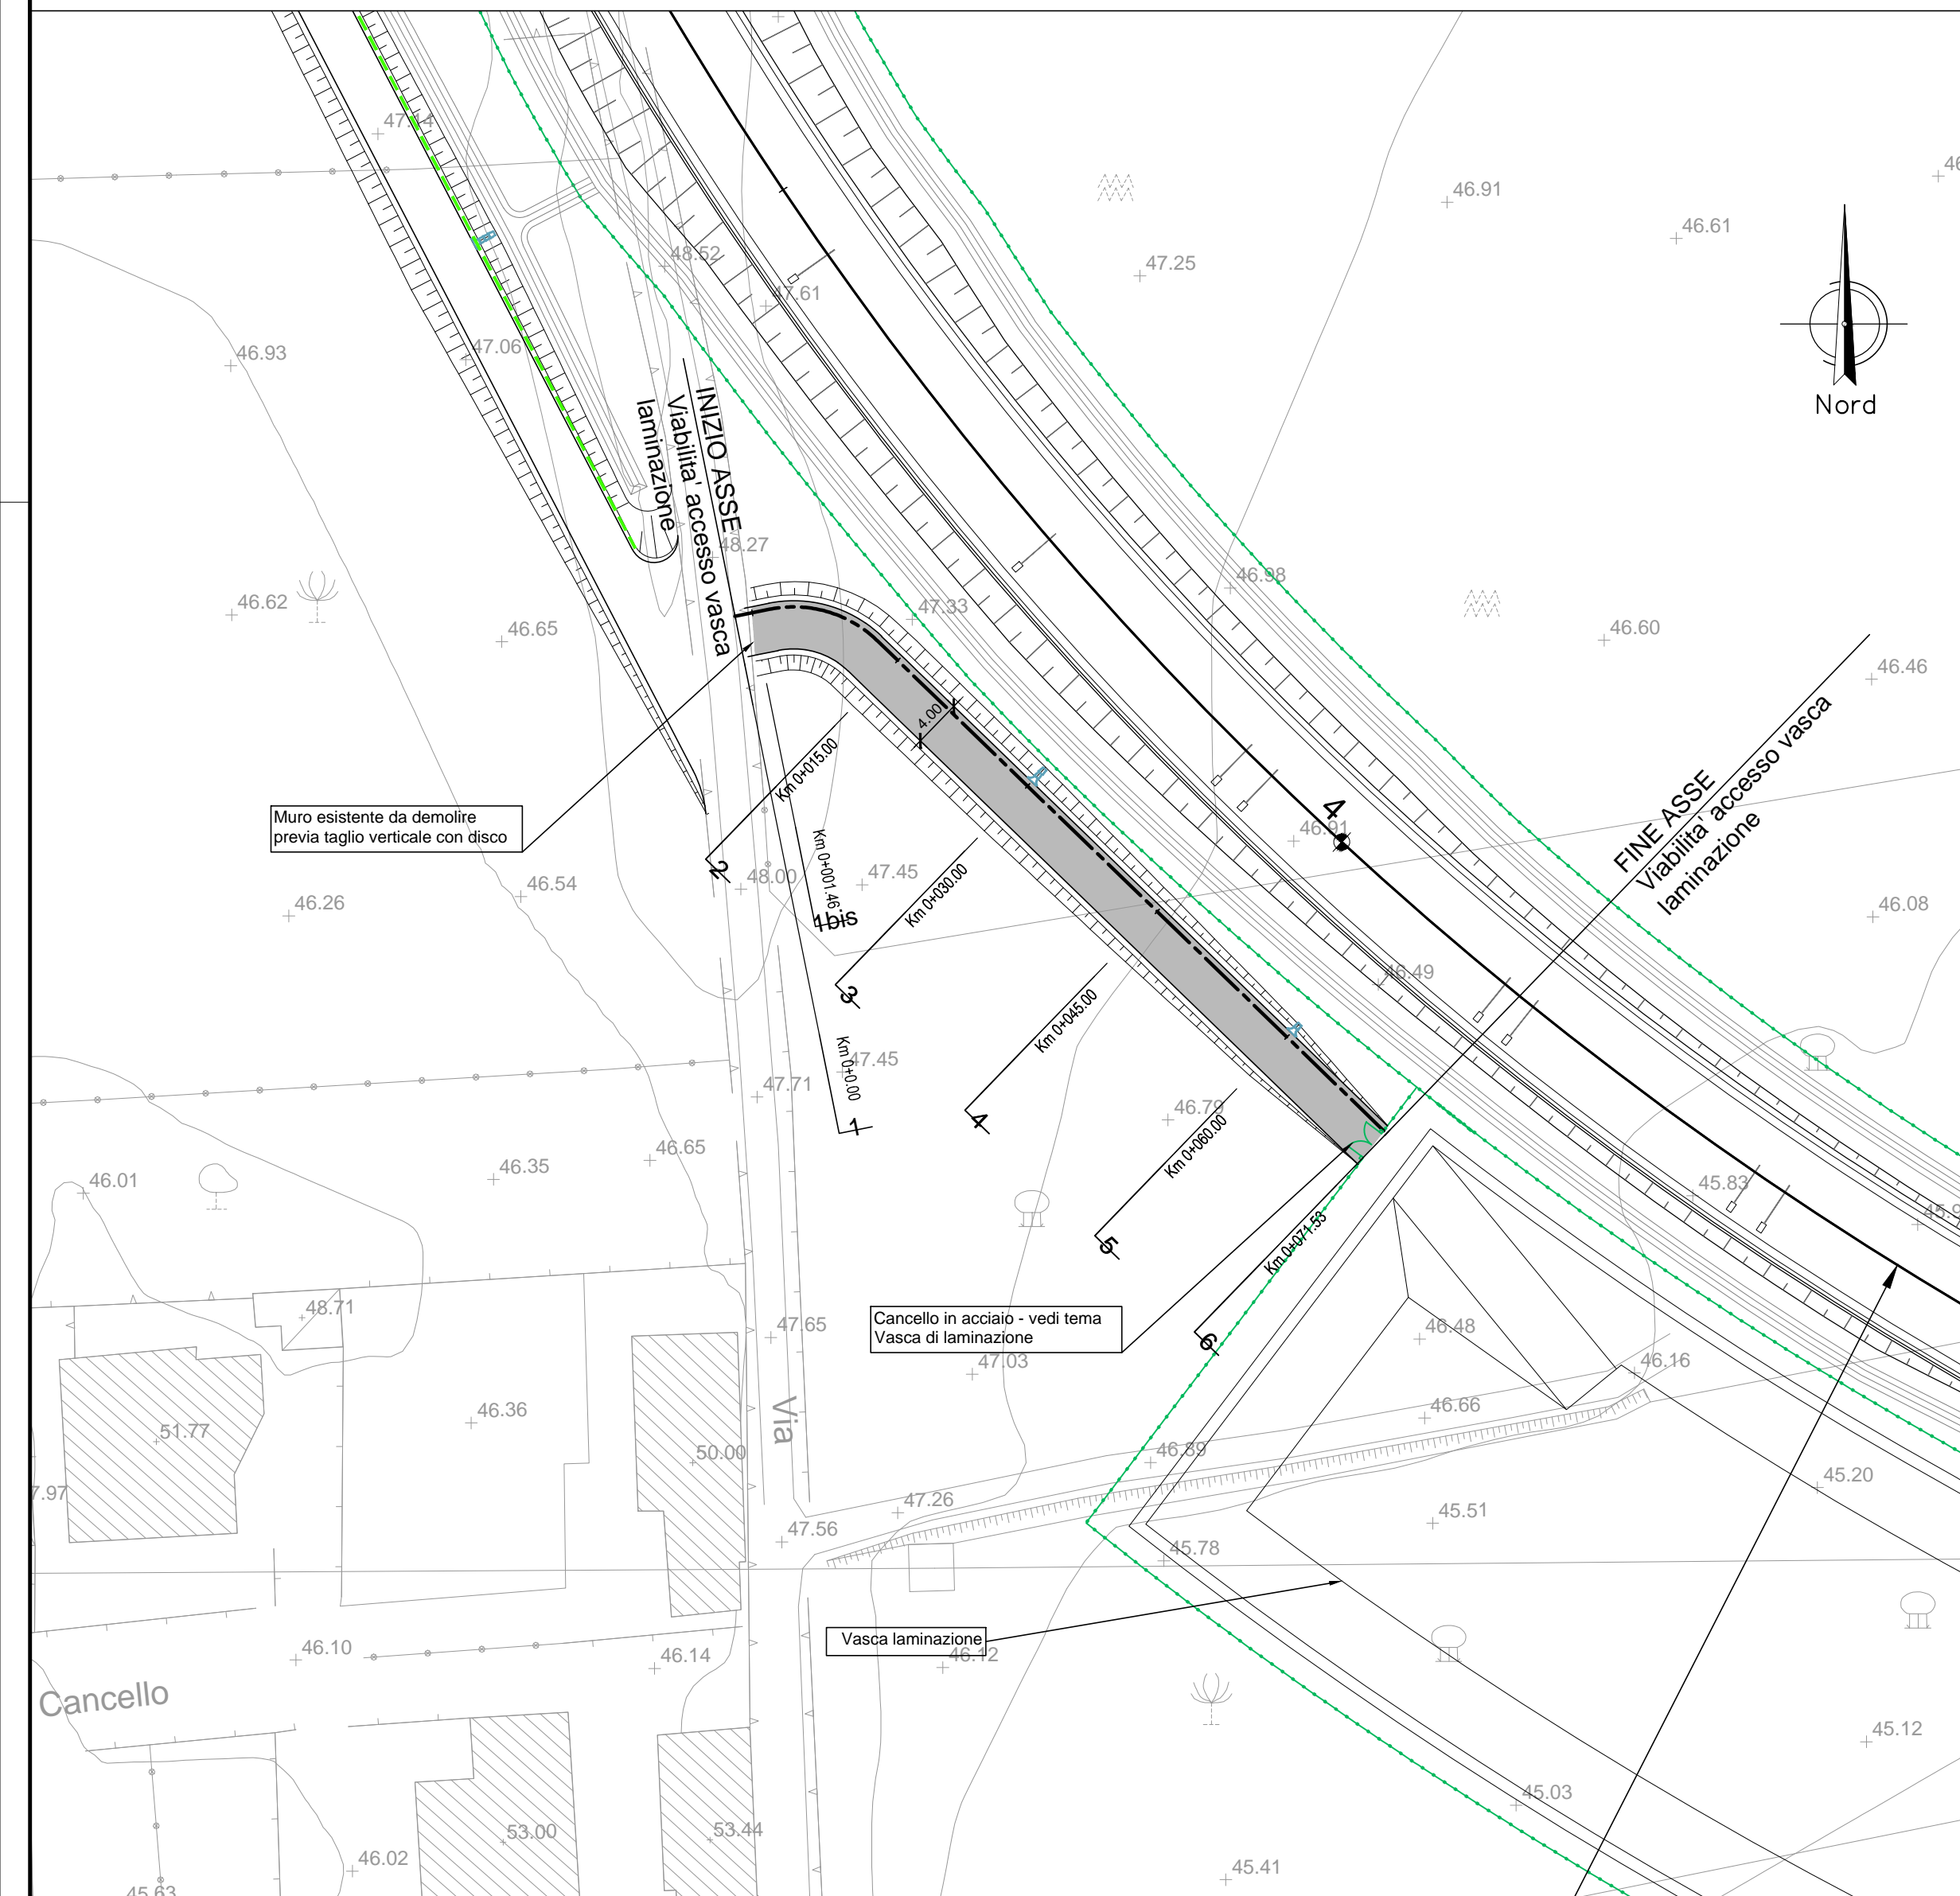 47.14
46.91
46.61
47.25
48.52
47.61
46.93
47.06
Nord
INIZIO ASSE
Viabilita' accesso vasca
laminazione
48.27
46.98
46.62
46.65
47.33
46.60
46.46
4.00
Km 0+015.00
2
Muro esistente da demolire
previa taglio verticale con disco
FINE ASSE
Viabilita' accesso vasca
laminazione
4
46.91
Km 0+001.46
1bis
48.00
47.45
Km 0+030.00
3
46.54
46.26
46.08
46.49
Km 0+045.00
4
Km 0+0.00
1
47.45
47.71
46.79
Km 0+060.00
5
46.65
46.35
46.01
45.83
Km 0+071.53
6
48.71
47.65
Cancello in acciaio - vedi tema
Vasca di laminazione
46.48
47.03
46.16
46.36
51.77
Via
46.66
50.00
46.89
45.20
7.97
47.26
45.51
47.56
45.78
Vasca laminazione
46.10
46.14
46.12
Cancello
45.12
45.03
53.00
53.44
46.02
45.41
45.63